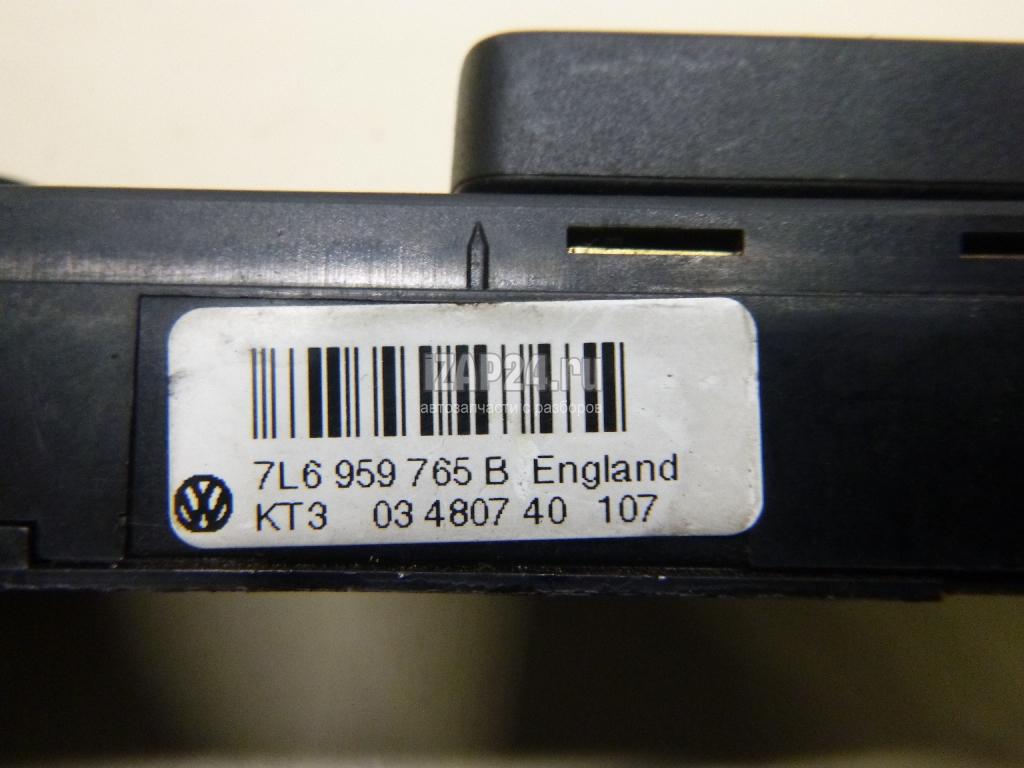 iZAP24.ru
автозапчасти с разборов
7L6 959 765 B England
KT3 03 4807 40 107